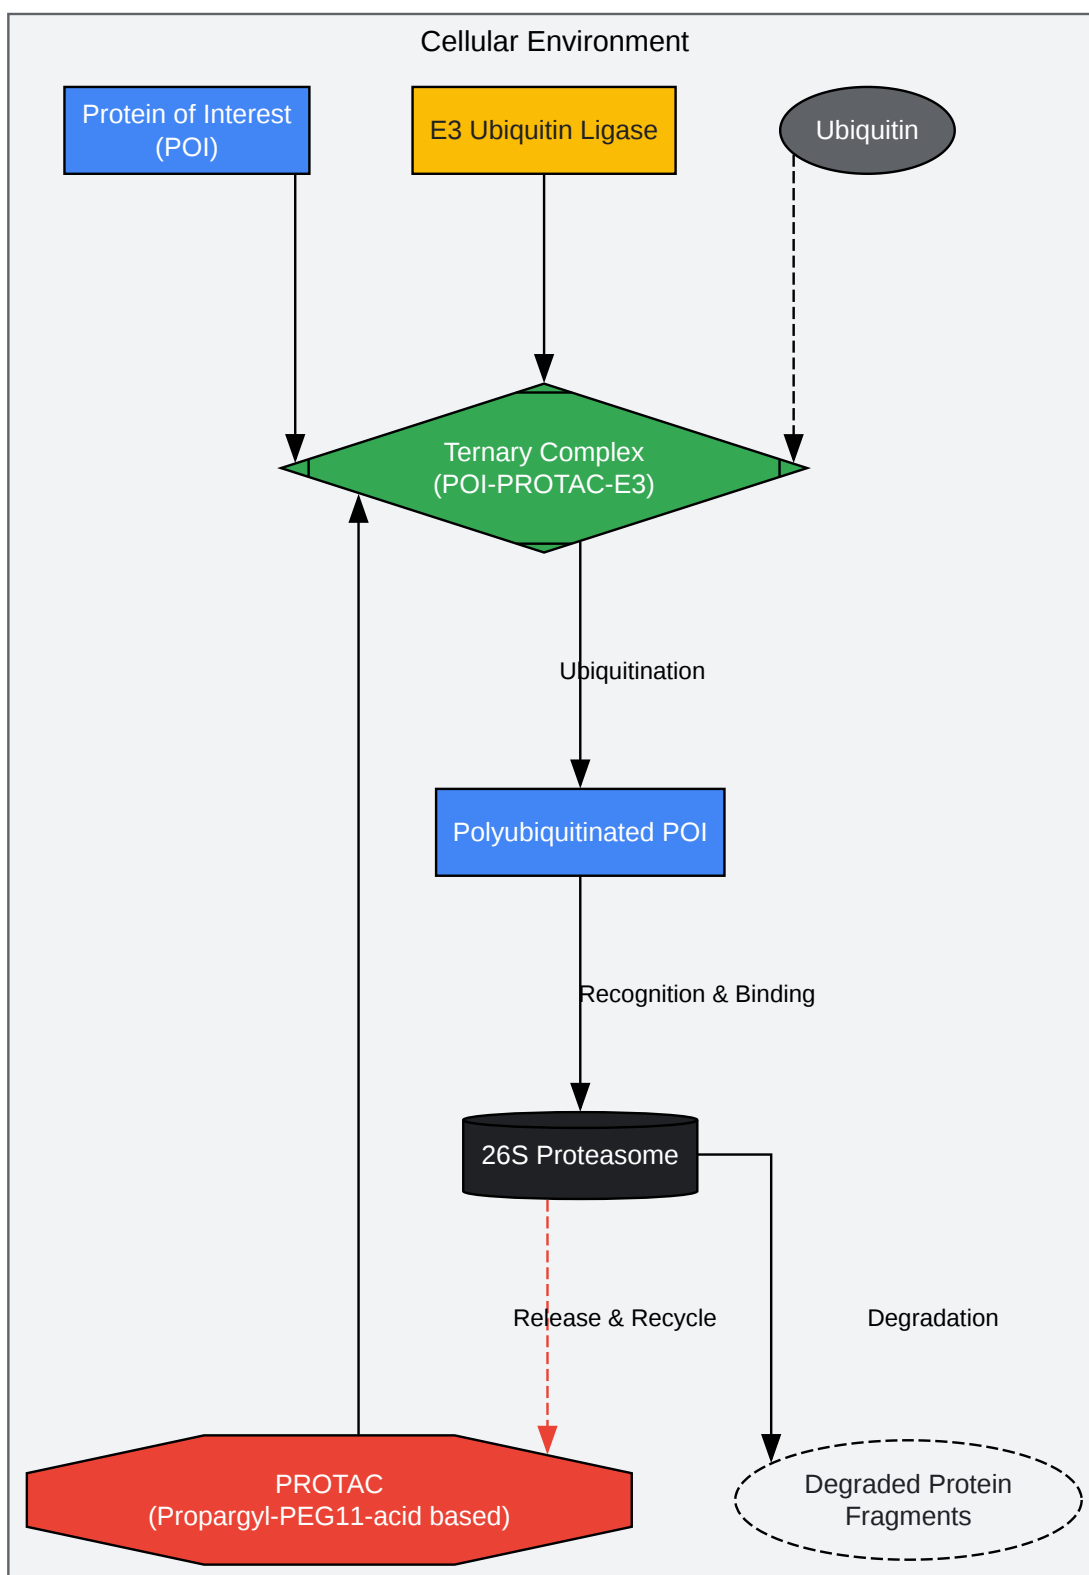 Cellular Environment
Protein of Interest
(POI)
E3 Ubiquitin Ligase
Ubiquitin
Ternary Complex
(POI-PROTAC-E3)
Ubiquitination
Polyubiquitinated POI
Recognition & Binding
26S Proteasome
Release & Recycle
Degradation
PROTAC
(Propargyl-PEG11-acid based)
Degraded Protein
Fragments